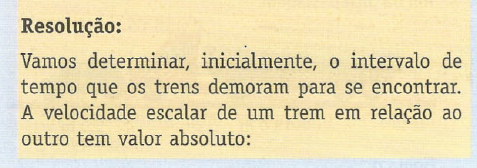 Resolução:
Vamos determinar, inicialmente, o intervalo de
tempo que os trens demoram para se encontrar.
A velocidade escalar de um trem em relação ao
outro tem valor absoluto: